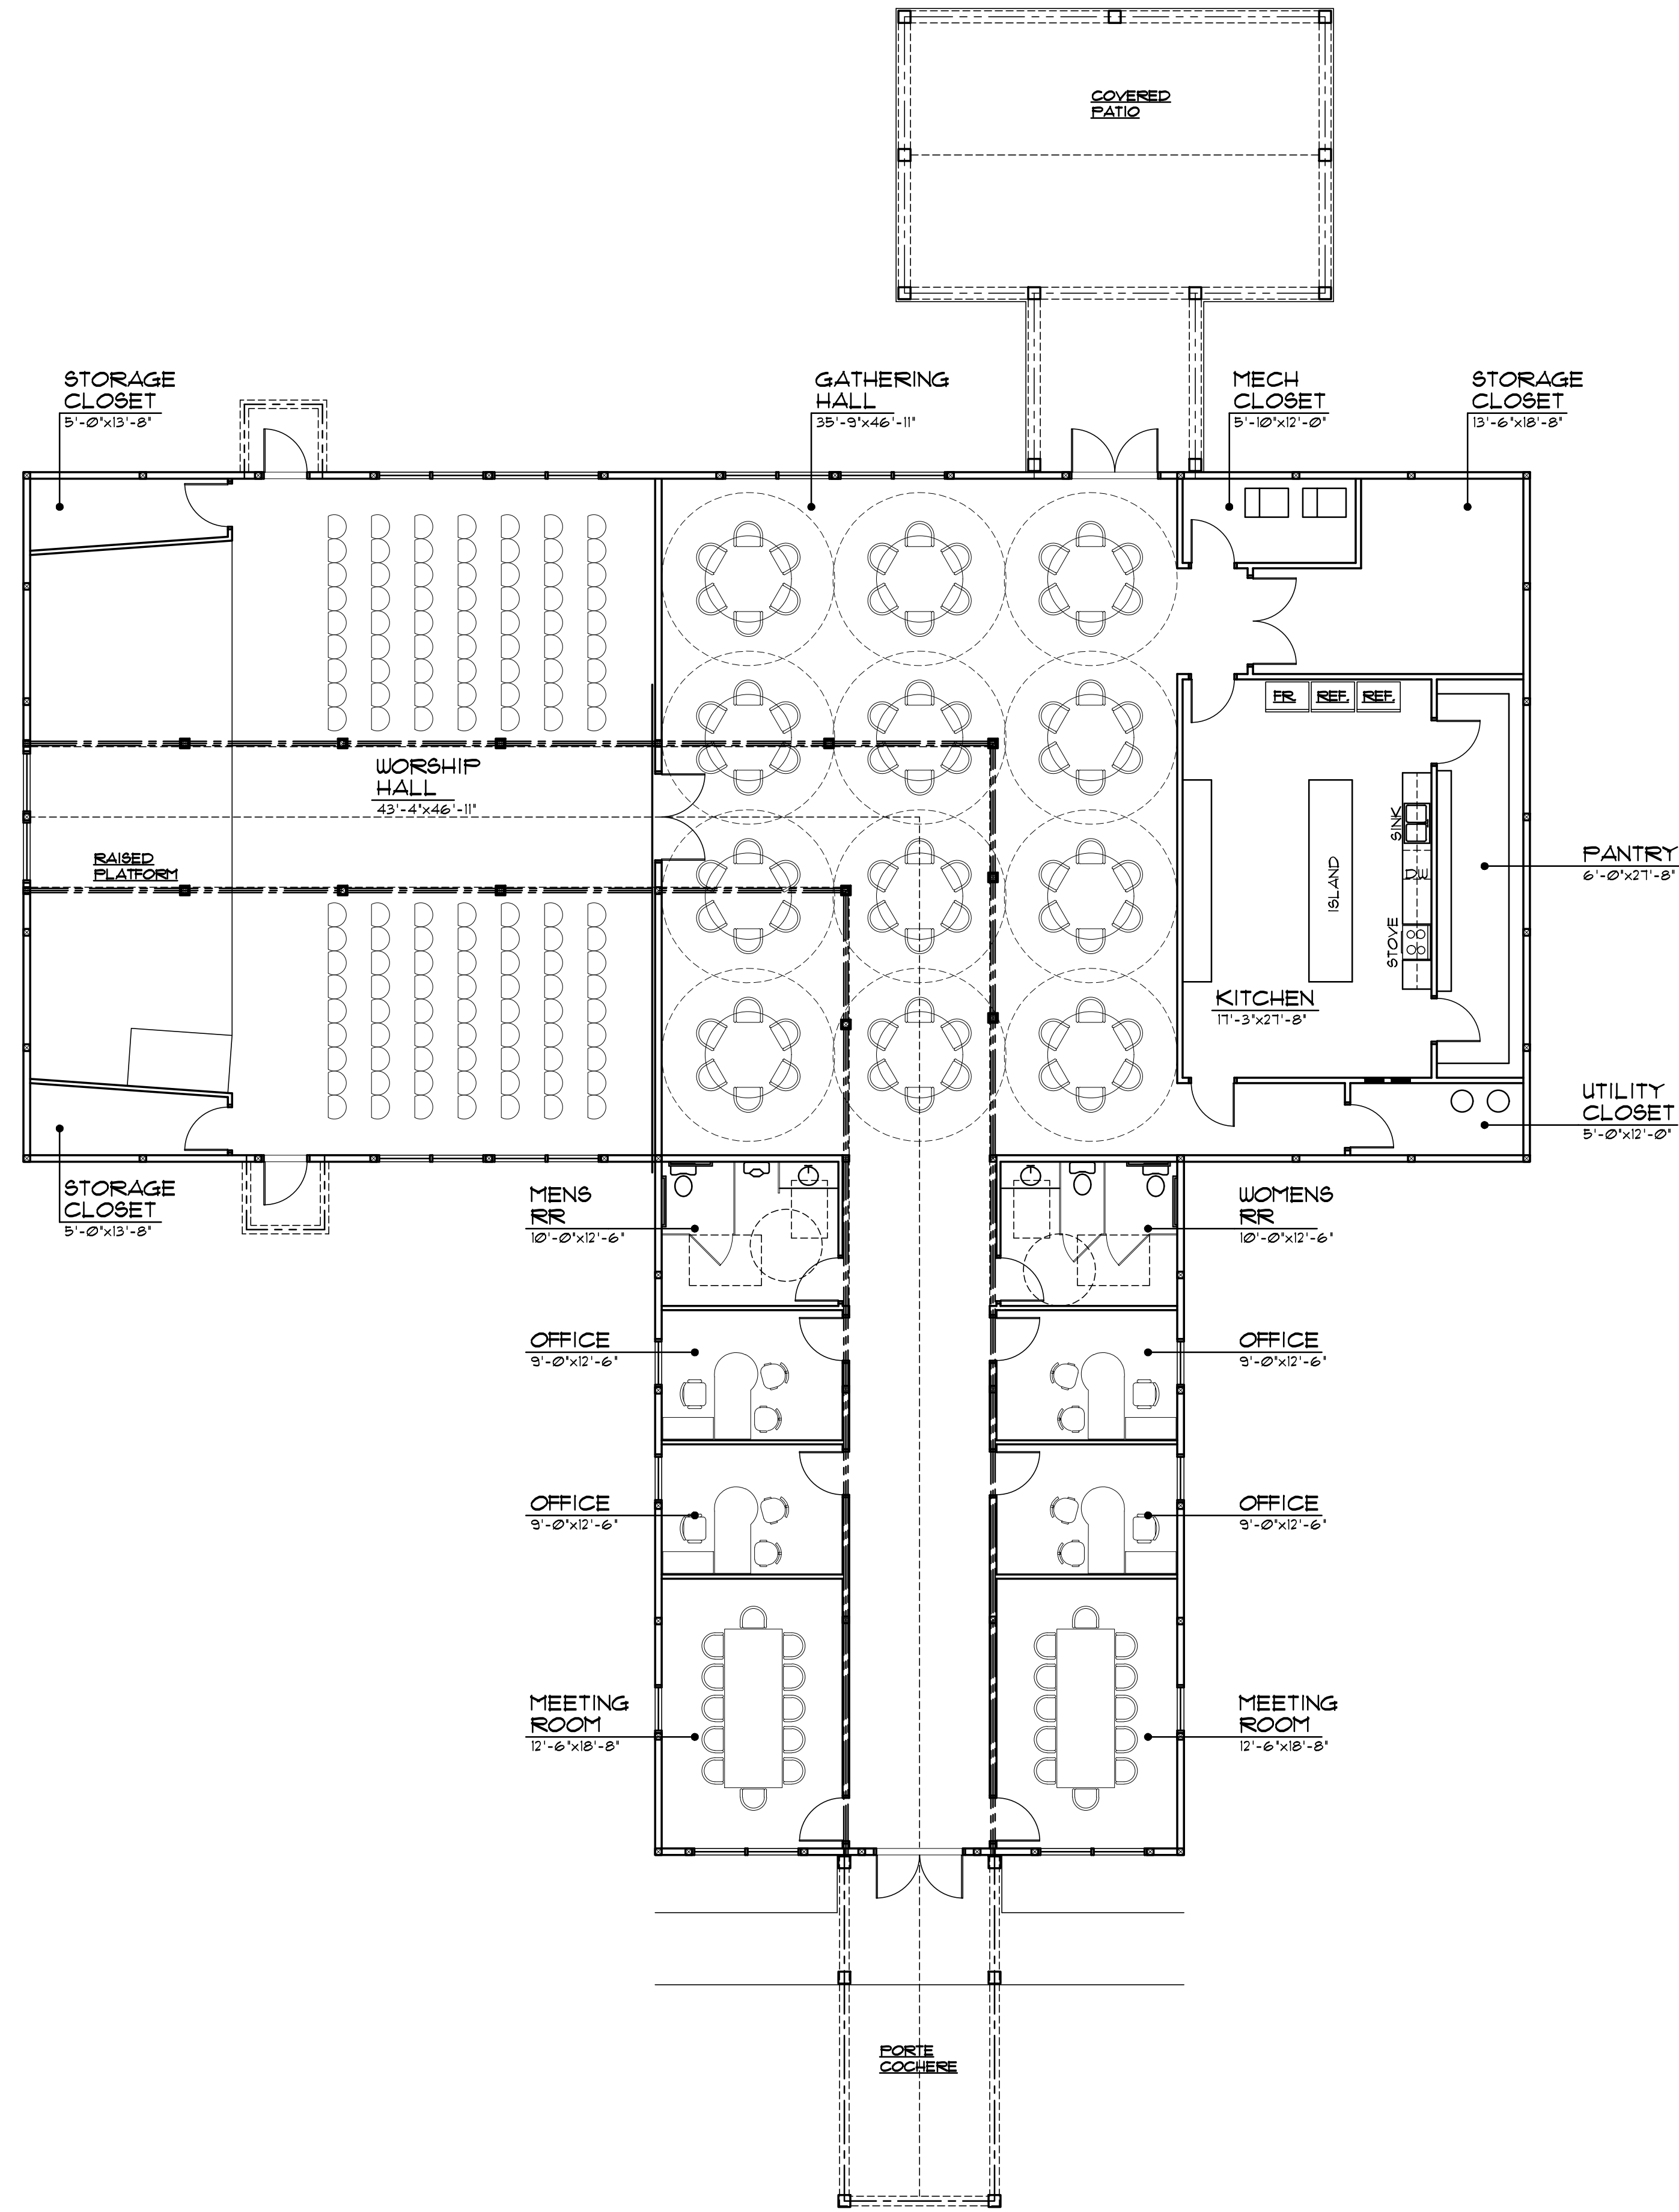 COVERED
PATIO
STORAGE
CLOSET
5'-0"x13'-8"
GATHERING
HALL
35'-9"x46'-11"
MECH
CLOSET
5'-10"x12'-0"
STORAGE
CLOSET
13'-6"x18'-8"
FR.
REF.
REF.
WORSHIP
HALL
43'-4"x46'-11"
RAISED
PLATFORM
SINK
DW
ISLAND
STOVE
PANTRY
6'-0"x27'-8"
KITCHEN
17'-3"x27'-8"
UTILITY
CLOSET
5'-0"x12'-0"
STORAGE
CLOSET
5'-0"x13'-8"
MENS
RR
10'-0"x12'-6"
WOMENS
RR
10'-0"x12'-6"
OFFICE
9'-0"x12'-6"
OFFICE
9'-0"x12'-6"
OFFICE
9'-0"x12'-6"
OFFICE
9'-0"x12'-6"
MEETING
ROOM
12'-6"x18'-8"
MEETING
ROOM
12'-6"x18'-8"
PORTE
COCHERE